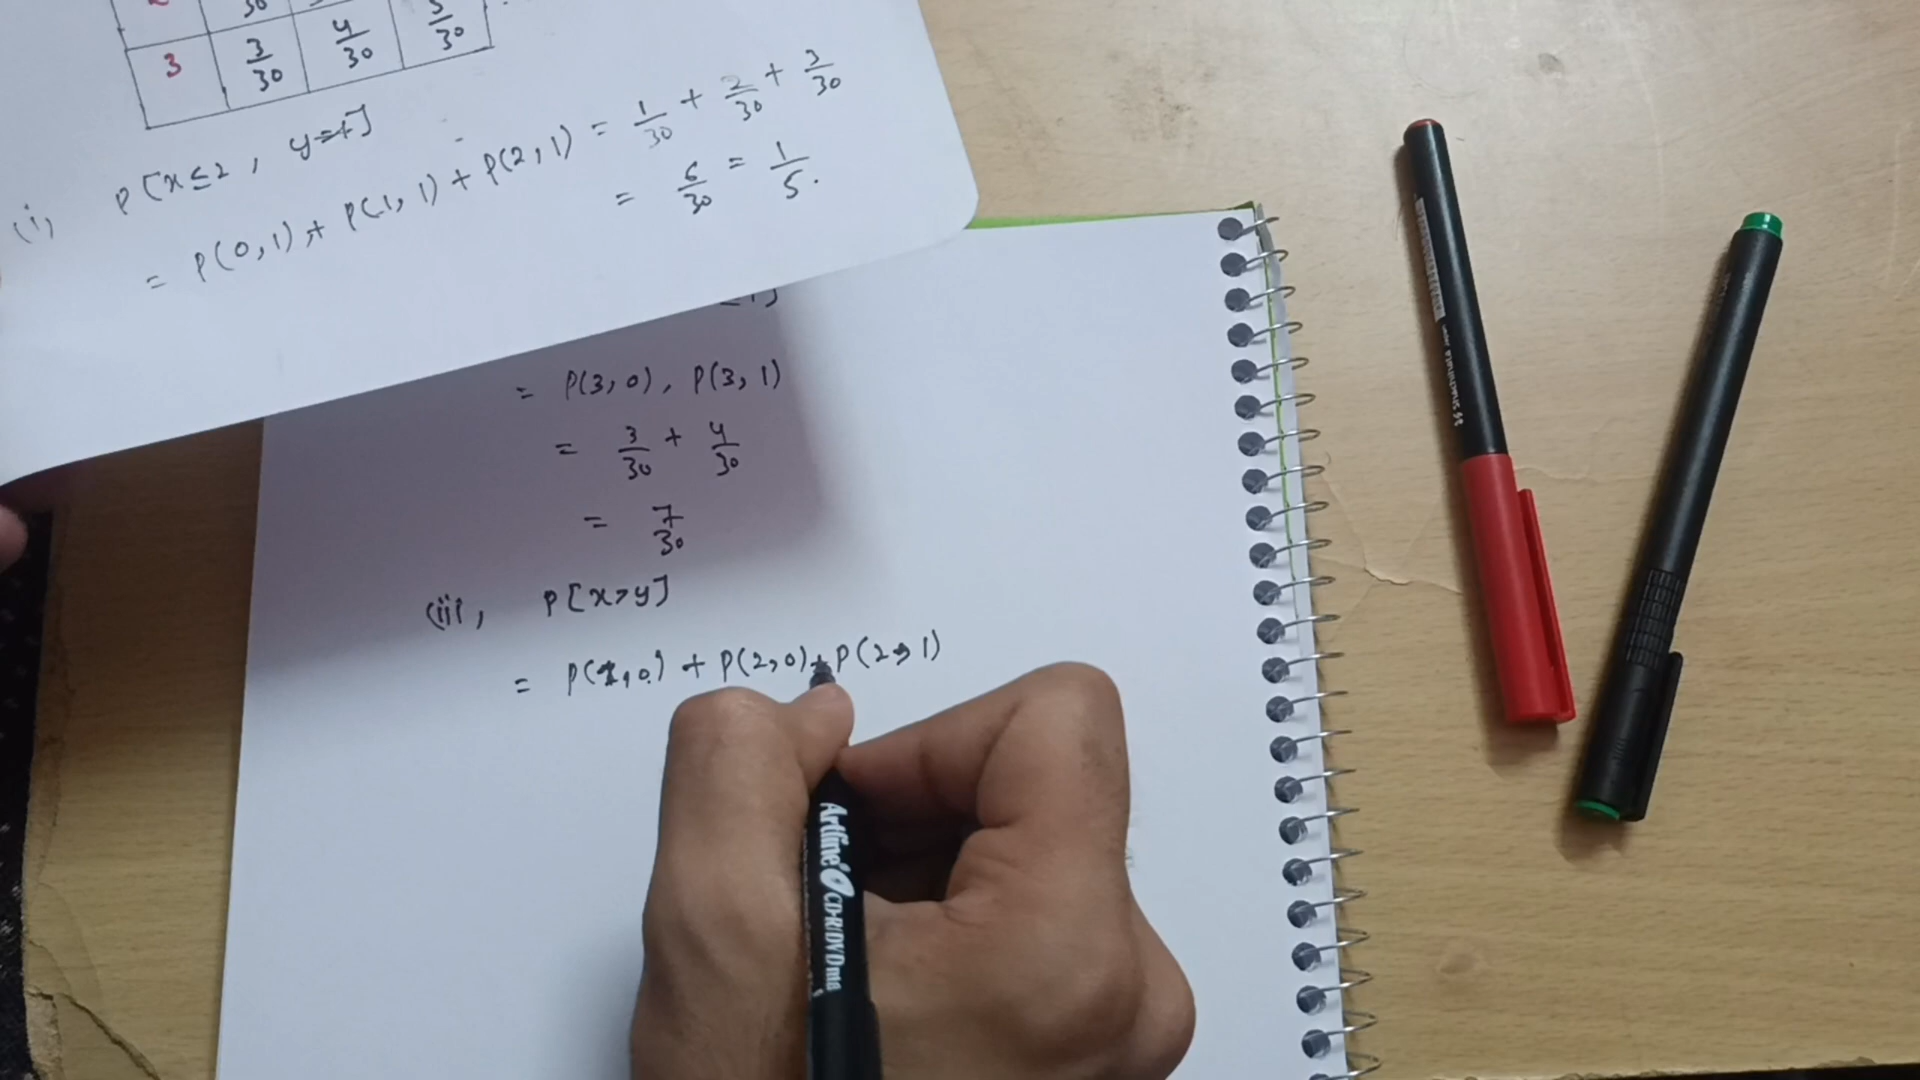 30
3 3/30 4/30 5/30
(i) P[x≤2, y=1]
= P(0,1) + P(1,1) + P(2,1) = 1/30 + 2/30 + 3/30
= 6/30 = 1/5.
= P(3,0), P(3,1)
= 3/30 + 4/30
= 7/30
(iii), P[x>y]
= P(1,0) + P(2,0) + P(2,1)
Artline CD-R/DVD